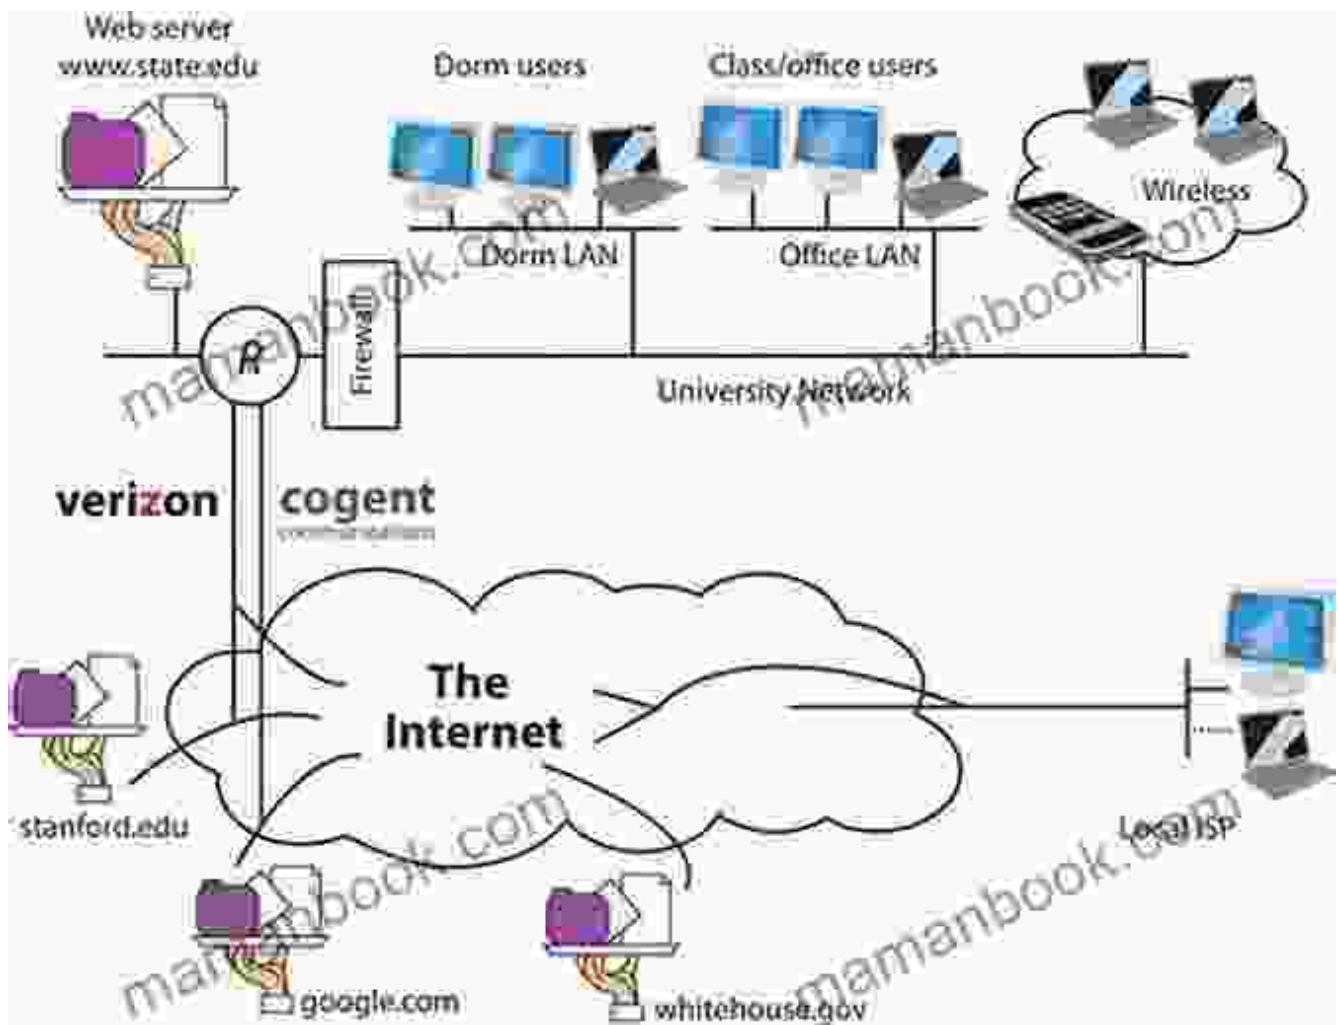 Web server
www.state.edu
Dorm users
Class/office users
Wireless
Dorm LAN
Office LAN
R
Firewall
University Network
verizon
cogent
communications
The
Internet
stanford.edu
Local ISP
google.com
whitehouse.gov
mamanbook.com
mamanbook.com
mamanbook.com
mamanbook.com